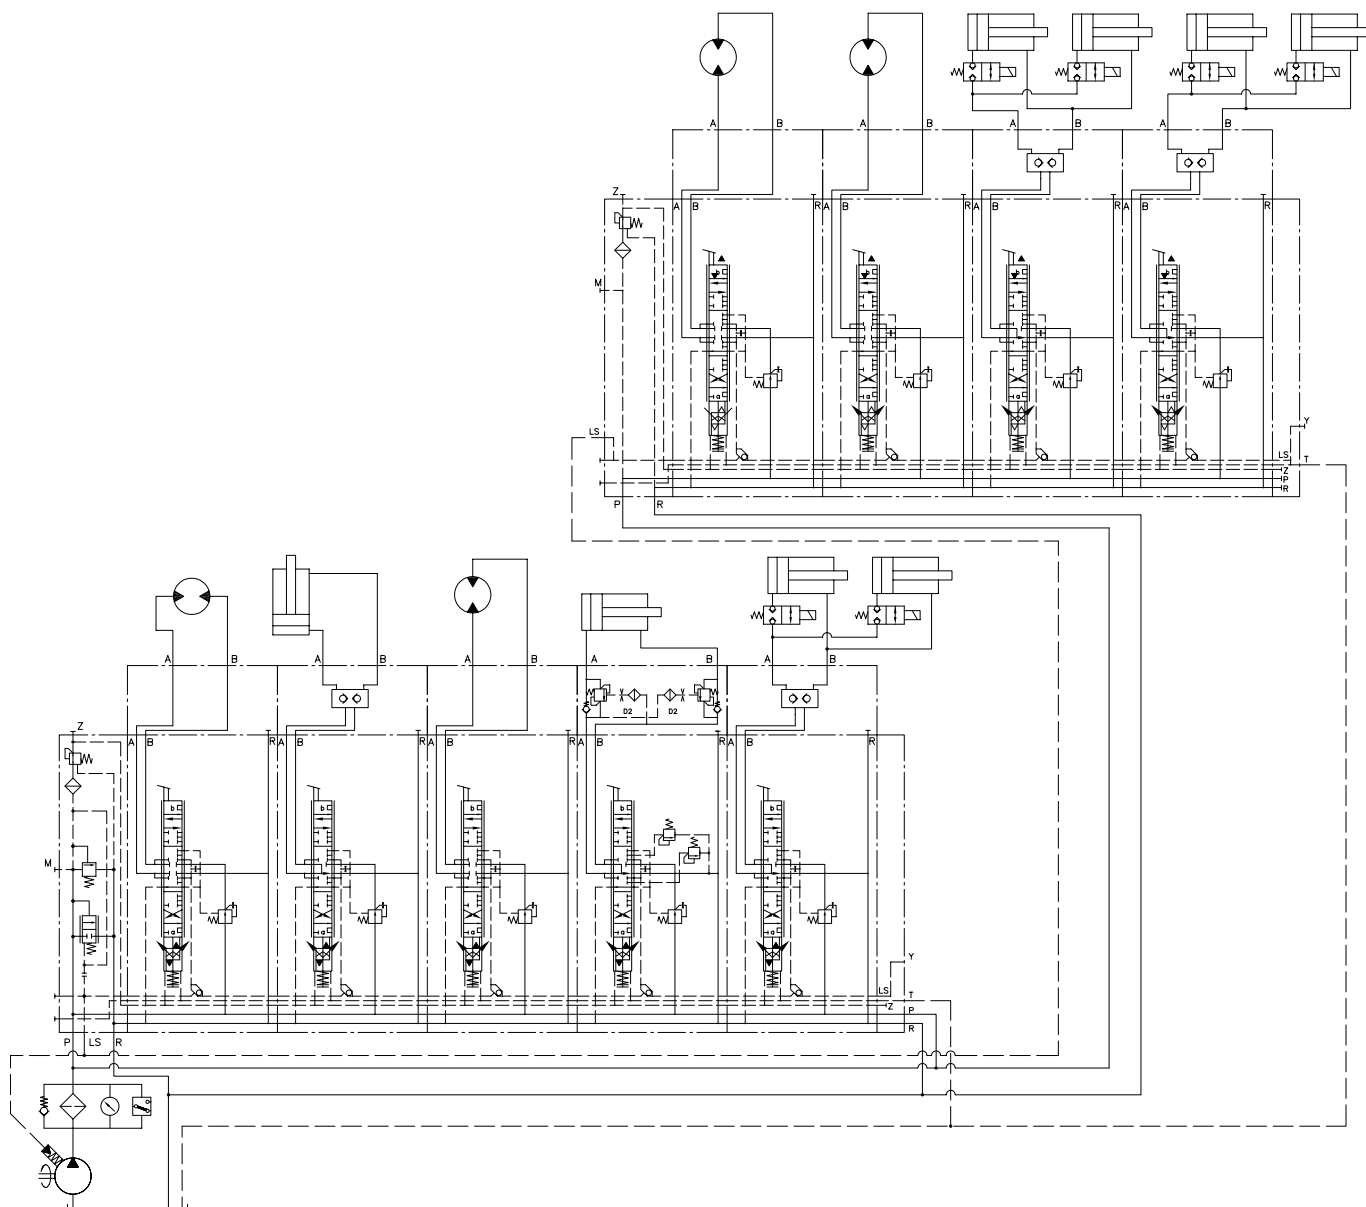 A B A B A B A B
Z
A B R A B R A B R A B R
b b b b
M
a a a a
Y
LS
LS T
Z
P
R
P R
A B A B A B A B A B
D2 D2
Z
A B R A B R A B R A B R A B R
b b b b b
M
a a a a a
Y
LS T
Z P
R
P LS R